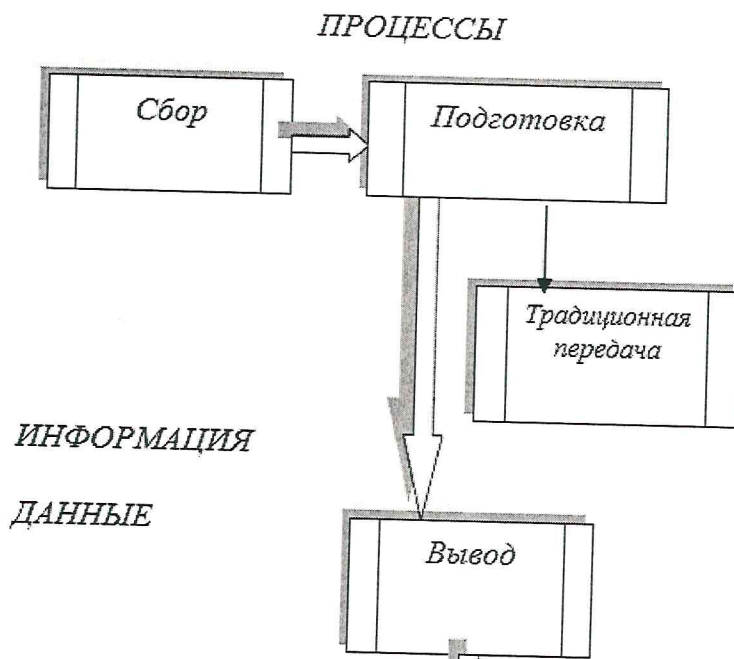 ПРОЦЕССЫ
Сбор
Подготовка
Традиционная
передача
ИНФОРМАЦИЯ
ДАННЫЕ
Вывод